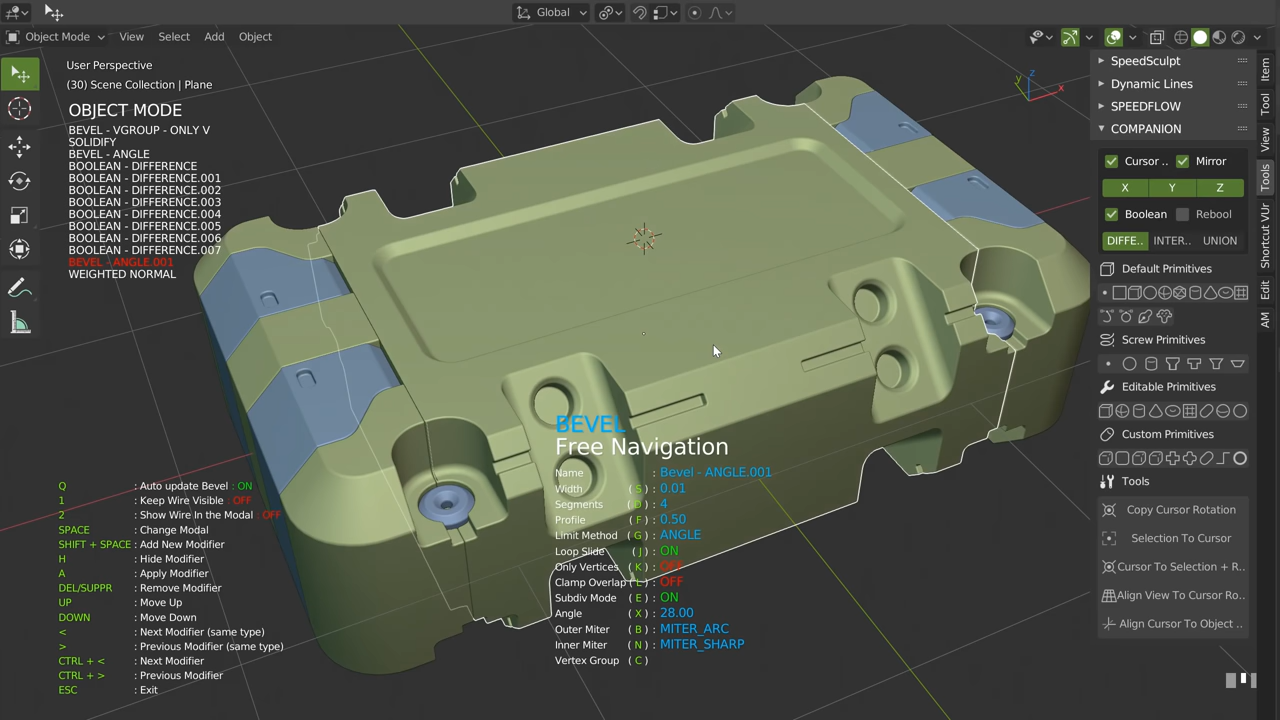 Global
Object Mode
View
Select
Add
Object
User Perspective
(30) Scene Collection | Plane
OBJECT MODE
BEVEL - VGROUP - ONLY V
SOLIDIFY
BEVEL - ANGLE
BOOLEAN - DIFFERENCE
BOOLEAN - DIFFERENCE.001
BOOLEAN - DIFFERENCE.002
BOOLEAN - DIFFERENCE.003
BOOLEAN - DIFFERENCE.004
BOOLEAN - DIFFERENCE.005
BOOLEAN - DIFFERENCE.006
BOOLEAN - DIFFERENCE.007
BEVEL - ANGLE.001
WEIGHTED NORMAL
Q : Auto update Bevel : ON
1 : Keep Wire Visible : OFF
2 : Show Wire In the Modal : OFF
SPACE : Change Modal
SHIFT + SPACE : Add New Modifier
H : Hide Modifier
A : Apply Modifier
DEL/SUPPR : Remove Modifier
UP : Move Up
DOWN : Move Down
< : Next Modifier (same type)
> : Previous Modifier (same type)
CTRL + < : Next Modifier
CTRL + > : Previous Modifier
ESC : Exit
BEVEL
Free Navigation
Name : Bevel - ANGLE.001
Width ( S ) : 0.01
Segments ( D ) : 4
Profile ( F ) : 0.50
Limit Method ( G ) : ANGLE
Loop Slide ( J ) : ON
Only Vertices ( K ) : OFF
Clamp Overlap ( L ) : OFF
Subdiv Mode ( E ) : ON
Angle ( X ) : 28.00
Outer Miter ( B ) : MITER_ARC
Inner Miter ( N ) : MITER_SHARP
Vertex Group ( C )
z
y
x
SpeedSculpt
Dynamic Lines
SPEEDFLOW
COMPANION
Cursor .. Mirror
X Y Z
Boolean Rebool
DIFFE.. INTER.. UNION
Default Primitives
Screw Primitives
Editable Primitives
Custom Primitives
Tools
Copy Cursor Rotation
Selection To Cursor
Cursor To Selection + R..
Align View To Cursor Ro..
Align Cursor To Object ..
Item
Tool
View
Tools
Shortcut VUr
Edit
AM